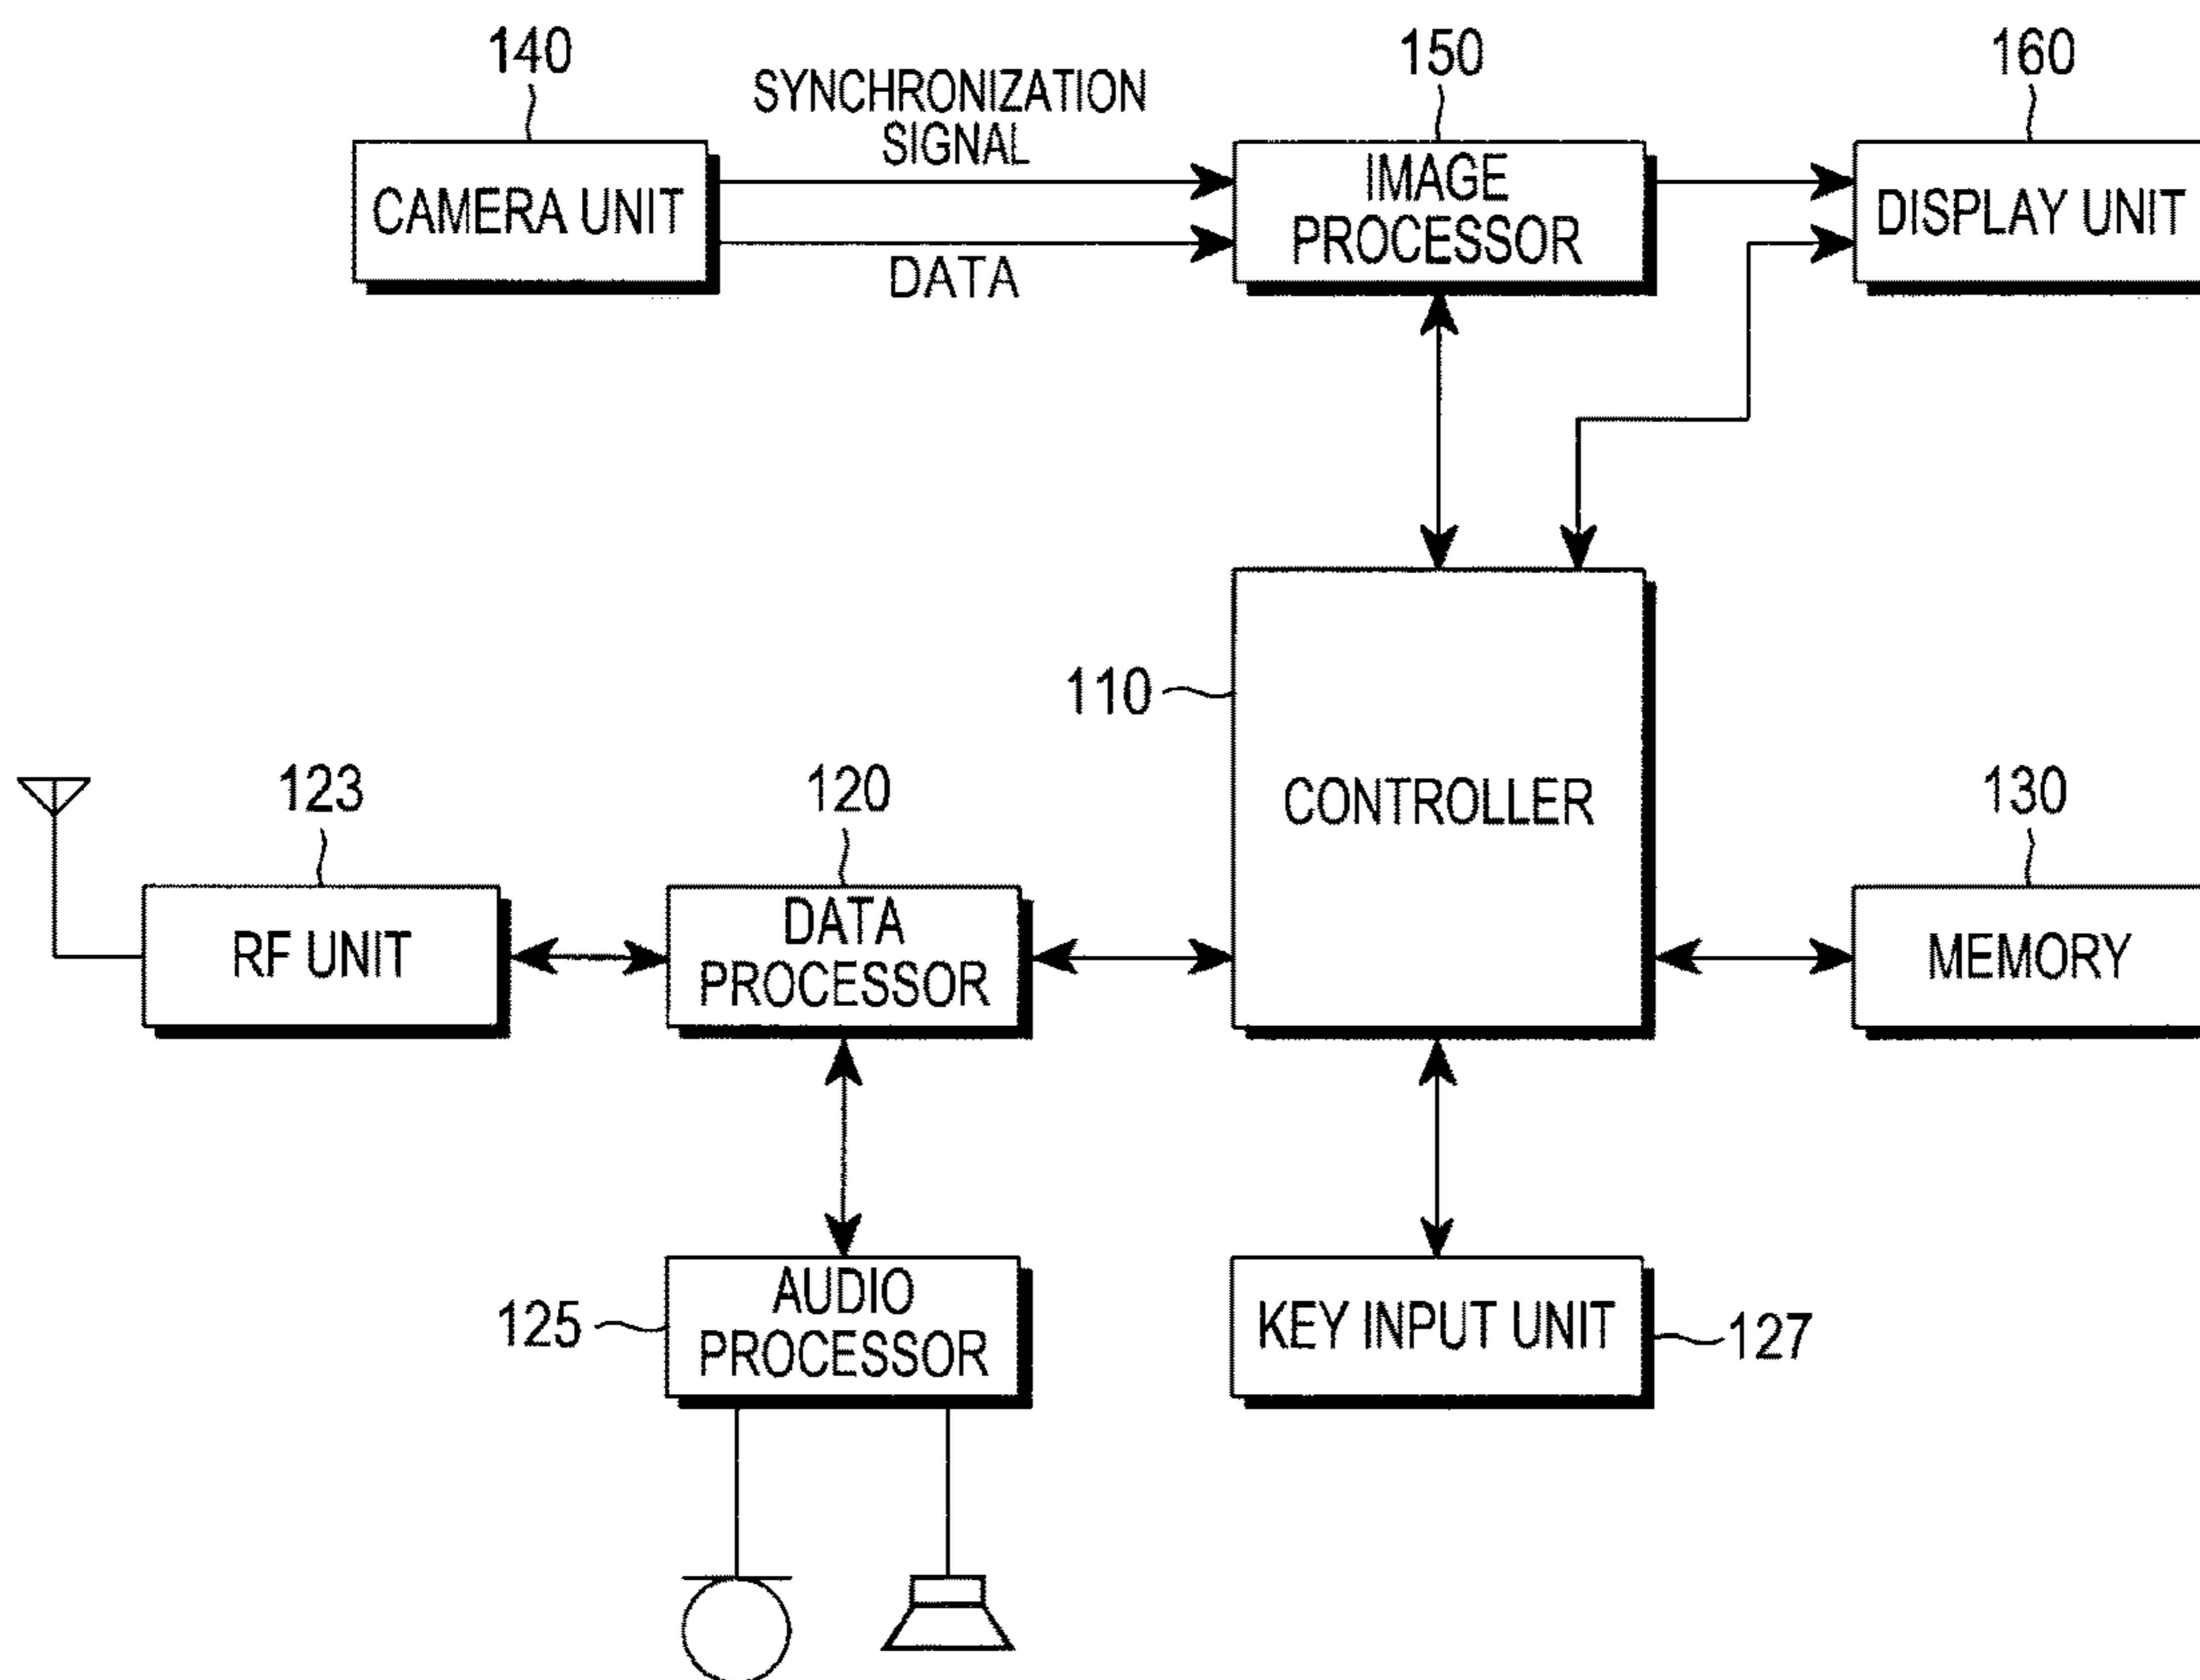 140
SYNCHRONIZATION
SIGNAL
150
160
CAMERA UNIT
IMAGE
PROCESSOR
DISPLAY UNIT
DATA
110
CONTROLLER
123
120
130
RF UNIT
DATA
PROCESSOR
MEMORY
125
AUDIO
PROCESSOR
KEY INPUT UNIT
127